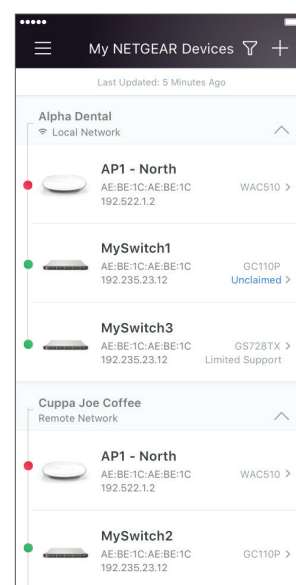 My NETGEAR Devices
Last Updated: 5 Minutes Ago
Alpha Dental
Local Network
AP1 - North
AE:BE:1C:AE:BE:1C
WAC510 >
192.522.1.2
MySwitch1
AE:BE:1C:AE:BE:1C
GC110P
192.235.23.12
Unclaimed >
MySwitch3
AE:BE:1C:AE:BE:1C
GS728TX >
192.235.23.12
Limited Support
Cuppa Joe Coffee
Remote Network
AP1 - North
AE:BE:1C:AE:BE:1C
WAC510 >
192.522.1.2
MySwitch2
AE:BE:1C:AE:BE:1C
GC110P >
192.235.23.12